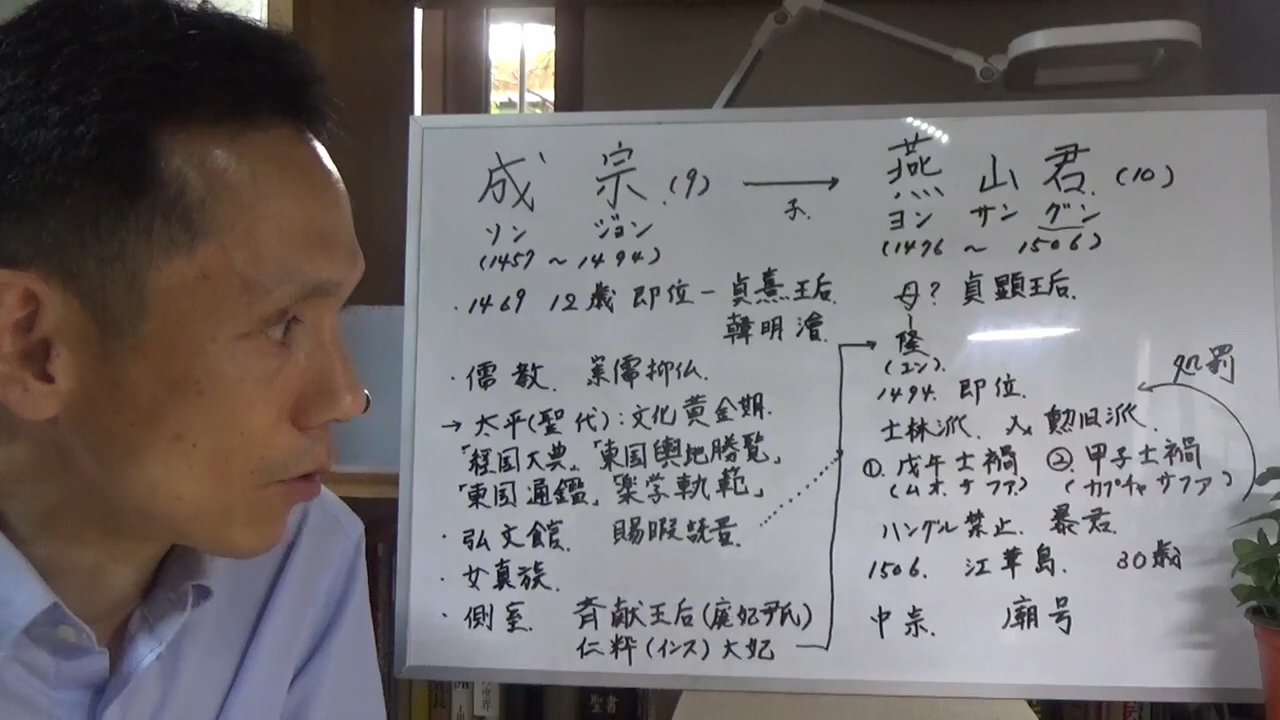 成宗(9) → 子. 燕山君(10)
ソン ジョン
ヨン サン グン
(1457 ~ 1494)
(1476 ~ 1506)
・1469 12歳 即位 - 貞熹王后.
韓明澮.
・儒教. 崇儒抑仏.
→ 太平(聖代):文化黄金期.
「経国大典」「東国輿地勝覧」
「東国通鑑」「楽学軌範」
・弘文館. 賜暇読書.
・女真族.
・側室. 斉献王后(廃妃尹氏)
仁粋(インス)大妃
母? 貞顕王后.
㦕
(ユン).
1494. 即位.
処罰
士林派. 勲旧派.
①. 戊午士禍 ②. 甲子士禍
(ムオ サファ) (カプチャ サファ)
ハングル禁止. 暴君.
1506. 江華島. 30歳
中宗. 廟号
聖書